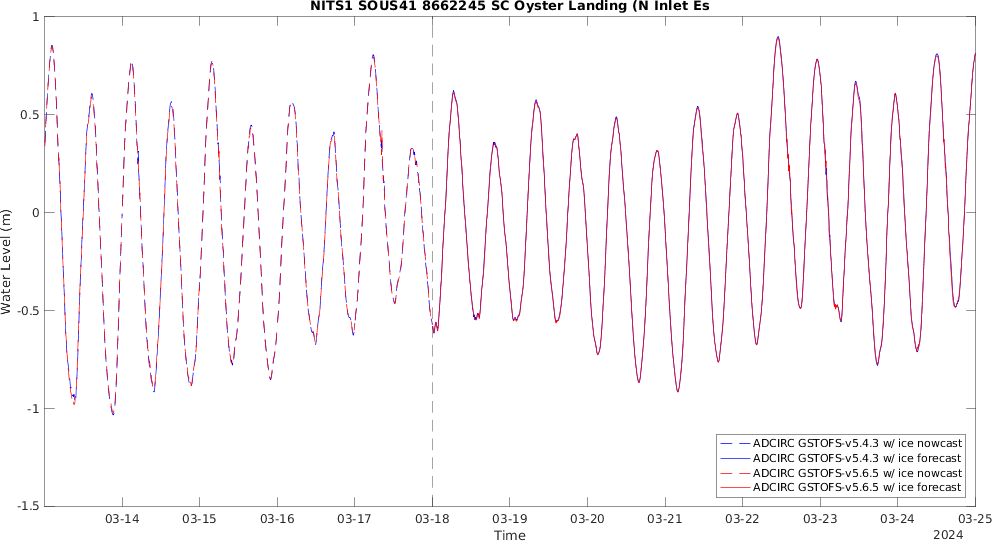 NITS1 SOUS41 8662245 SC Oyster Landing (N Inlet Es
1
0.5
0
-0.5
-1
-1.5
Water Level (m)
03-14 03-15 03-16 03-17 03-18 03-19 03-20 03-21 03-22 03-23 03-24 03-25
Time
2024
ADCIRC GSTOFS-v5.4.3 w/ ice nowcast
ADCIRC GSTOFS-v5.4.3 w/ ice forecast
ADCIRC GSTOFS-v5.6.5 w/ ice nowcast
ADCIRC GSTOFS-v5.6.5 w/ ice forecast